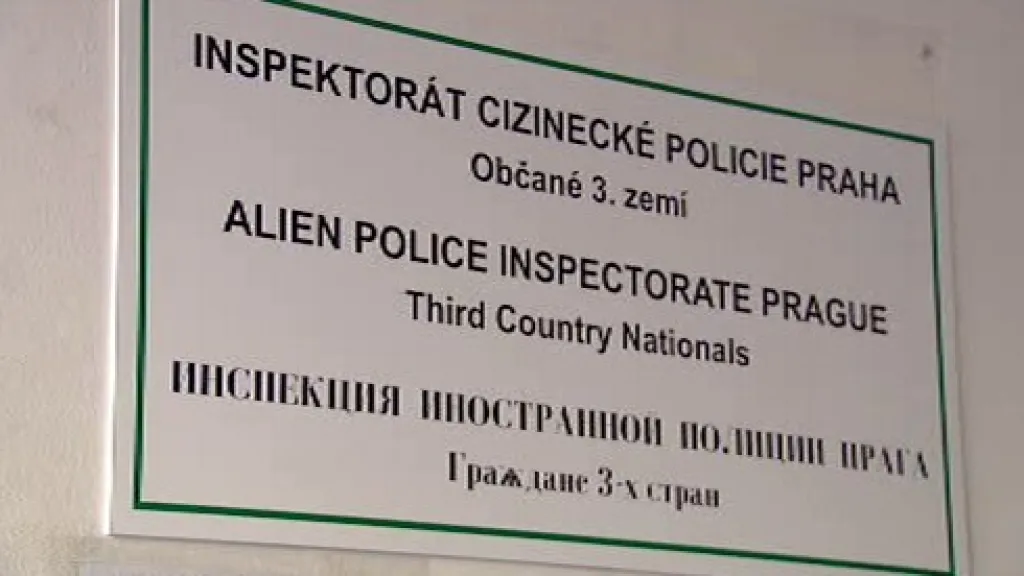 INSPEKTORÁT CIZINECKÉ POLICIE PRAHA
Občané 3. zemí
ALIEN POLICE INSPECTORATE PRAGUE
Third Country Nationals
ИНСПЕКЦИЯ ИНОСТРАННОЙ ПОЛИЦИИ ПРАГА
Граждане 3-х стран